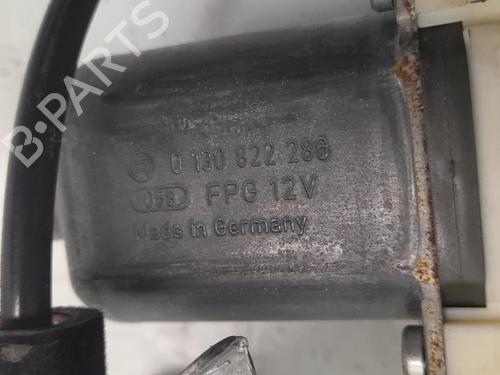 B-PARTS
0 130 822 286
FPG 12V
Made in Germany